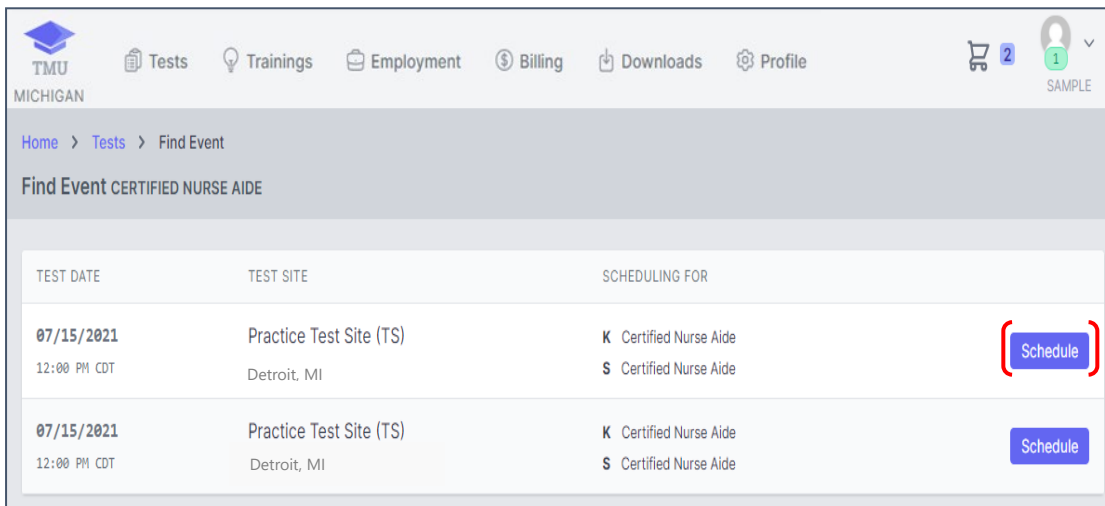 TMU
MICHIGAN
Tests
Trainings
Employment
Billing
Downloads
Profile
2
1
SAMPLE
Home > Tests > Find Event
Find Event CERTIFIED NURSE AIDE
TEST DATE TEST SITE SCHEDULING FOR
07/15/2021 Practice Test Site (TS) K Certified Nurse Aide
12:00 PM CDT Detroit, MI S Certified Nurse Aide
Schedule
07/15/2021 Practice Test Site (TS) K Certified Nurse Aide
12:00 PM CDT Detroit, MI S Certified Nurse Aide
Schedule